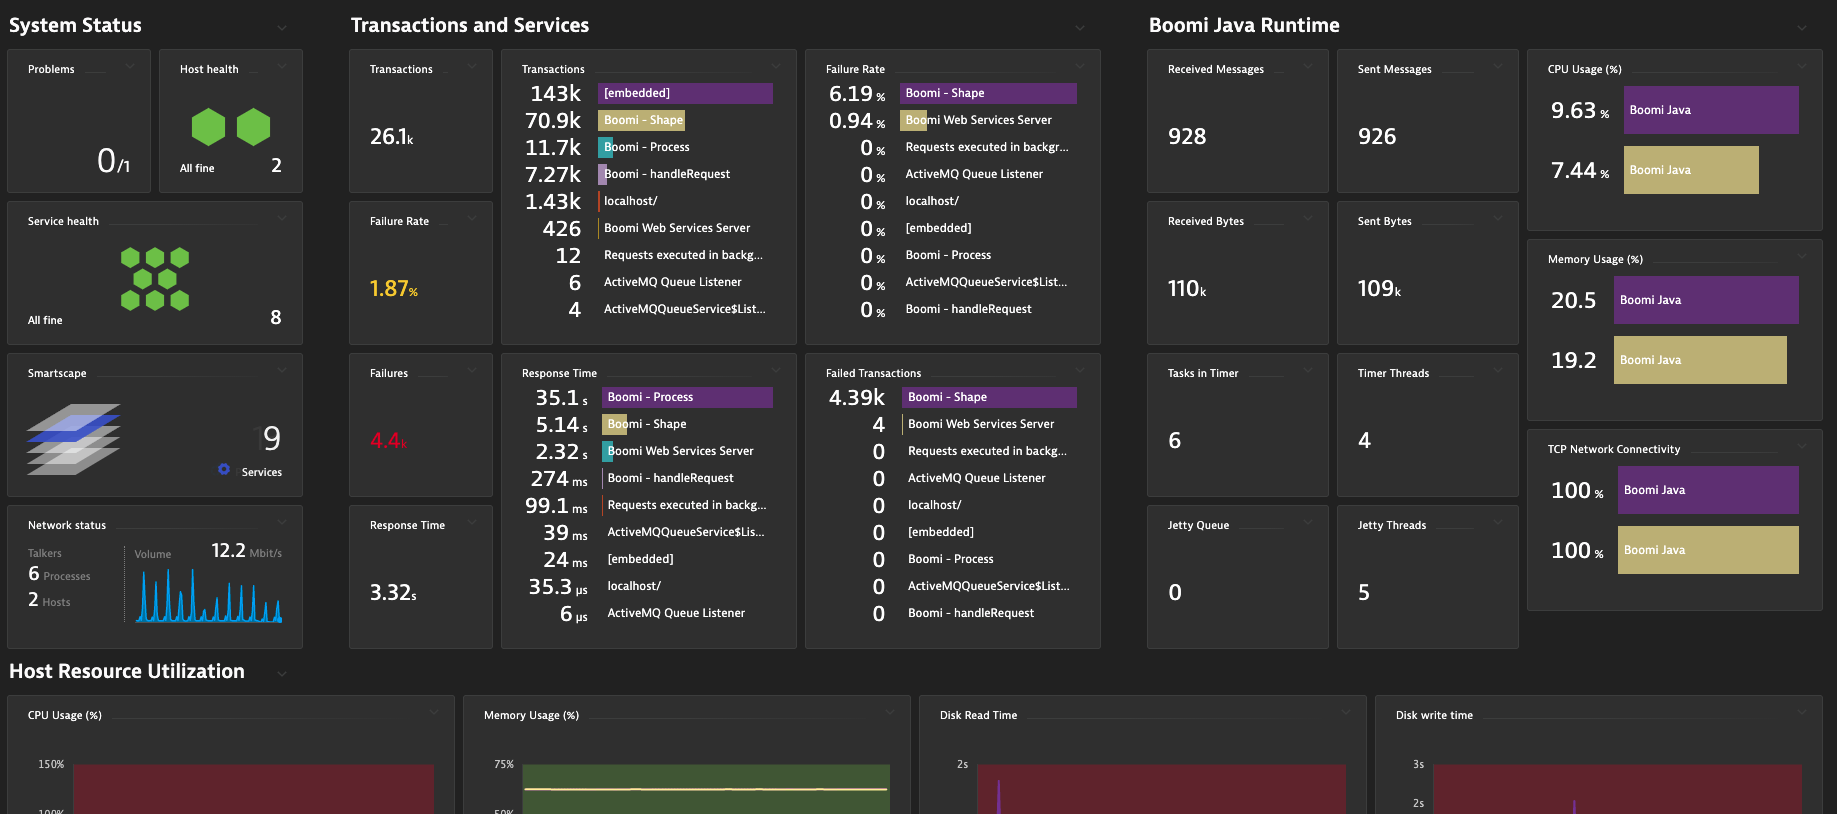 System Status
Problems
0/1
Host health
All fine
2
Service health
All fine
8
Smartscape
9
Services
Network status
Talkers
6 Processes
2 Hosts
Volume
12.2 Mbit/s
Transactions and Services
Transactions
26.1k
Failure Rate
1.87%
Failures
4.4k
Response Time
3.32s
Transactions
143k [embedded]
70.9k Boomi - Shape
11.7k Boomi - Process
7.27k Boomi - handleRequest
1.43k localhost/
426 Boomi Web Services Server
12 Requests executed in backg...
6 ActiveMQ Queue Listener
4 ActiveMQQueueService$List...
Failure Rate
6.19 % Boomi - Shape
0.94 % Boomi Web Services Server
0 % Requests executed in backgr...
0 % ActiveMQ Queue Listener
0 % localhost/
0 % [embedded]
0 % Boomi - Process
0 % ActiveMQQueueService$List...
0 % Boomi - handleRequest
Response Time
35.1 s Boomi - Process
5.14 s Boomi - Shape
2.32 s Boomi Web Services Server
274 ms Boomi - handleRequest
99.1 ms Requests executed in backg...
39 ms ActiveMQQueueService$Lis...
24 ms [embedded]
35.3 µs localhost/
6 µs ActiveMQ Queue Listener
Failed Transactions
4.39k Boomi - Shape
4 Boomi Web Services Server
0 Requests executed in backg...
0 ActiveMQ Queue Listener
0 localhost/
0 [embedded]
0 Boomi - Process
0 ActiveMQQueueService$List...
0 Boomi - handleRequest
Boomi Java Runtime
Received Messages
928
Sent Messages
926
Received Bytes
110k
Sent Bytes
109k
Tasks in Timer
6
Timer Threads
4
Jetty Queue
0
Jetty Threads
5
CPU Usage (%)
9.63 % Boomi Java
7.44 % Boomi Java
Memory Usage (%)
20.5 Boomi Java
19.2 Boomi Java
TCP Network Connectivity
100 % Boomi Java
100 % Boomi Java
Host Resource Utilization
CPU Usage (%)
150%
100%
Memory Usage (%)
75%
50%
Disk Read Time
2s
Disk write time
3s
2s